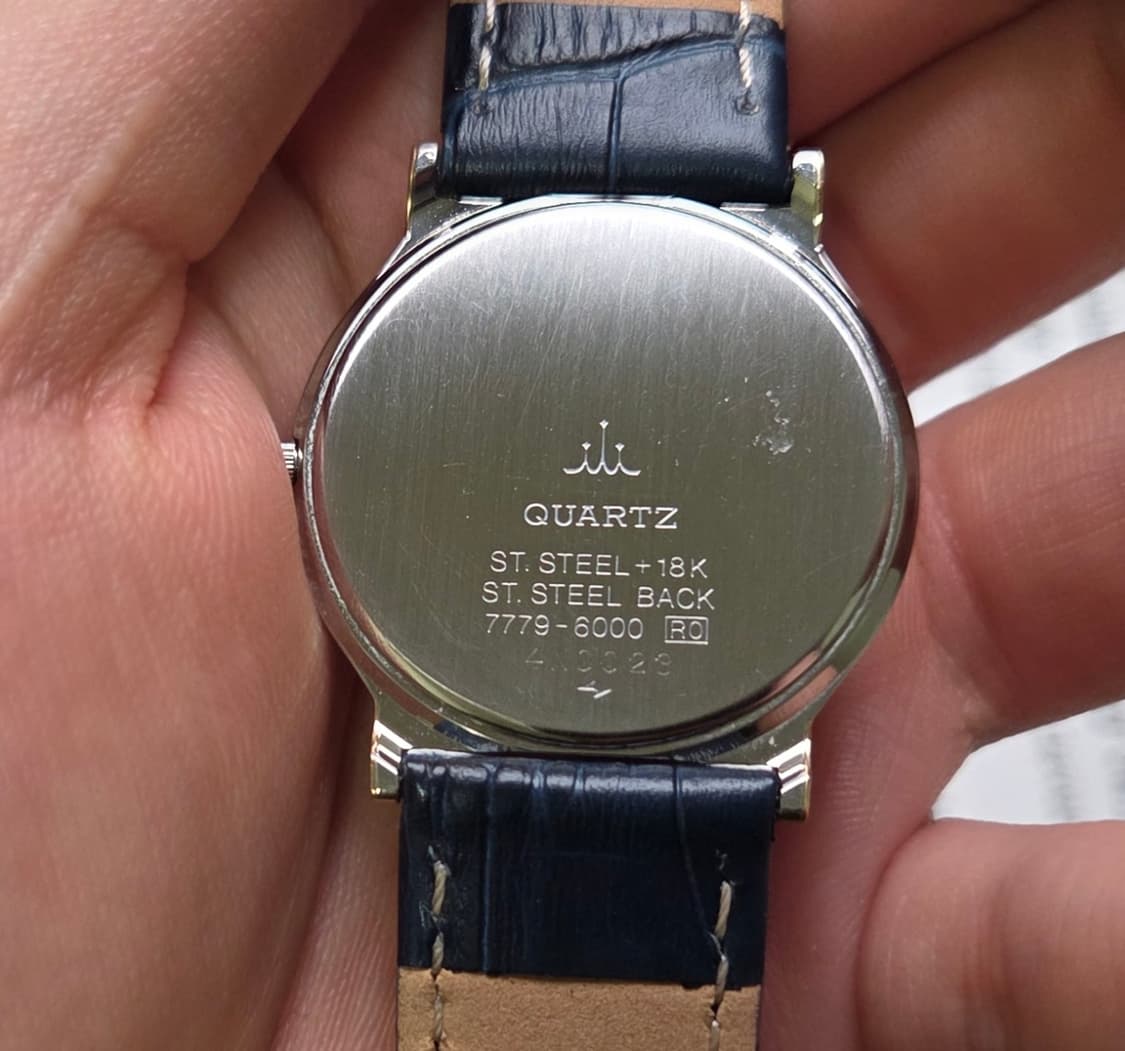 QUARTZ
ST. STEEL + 18K
ST. STEEL BACK
7779-6000 R0